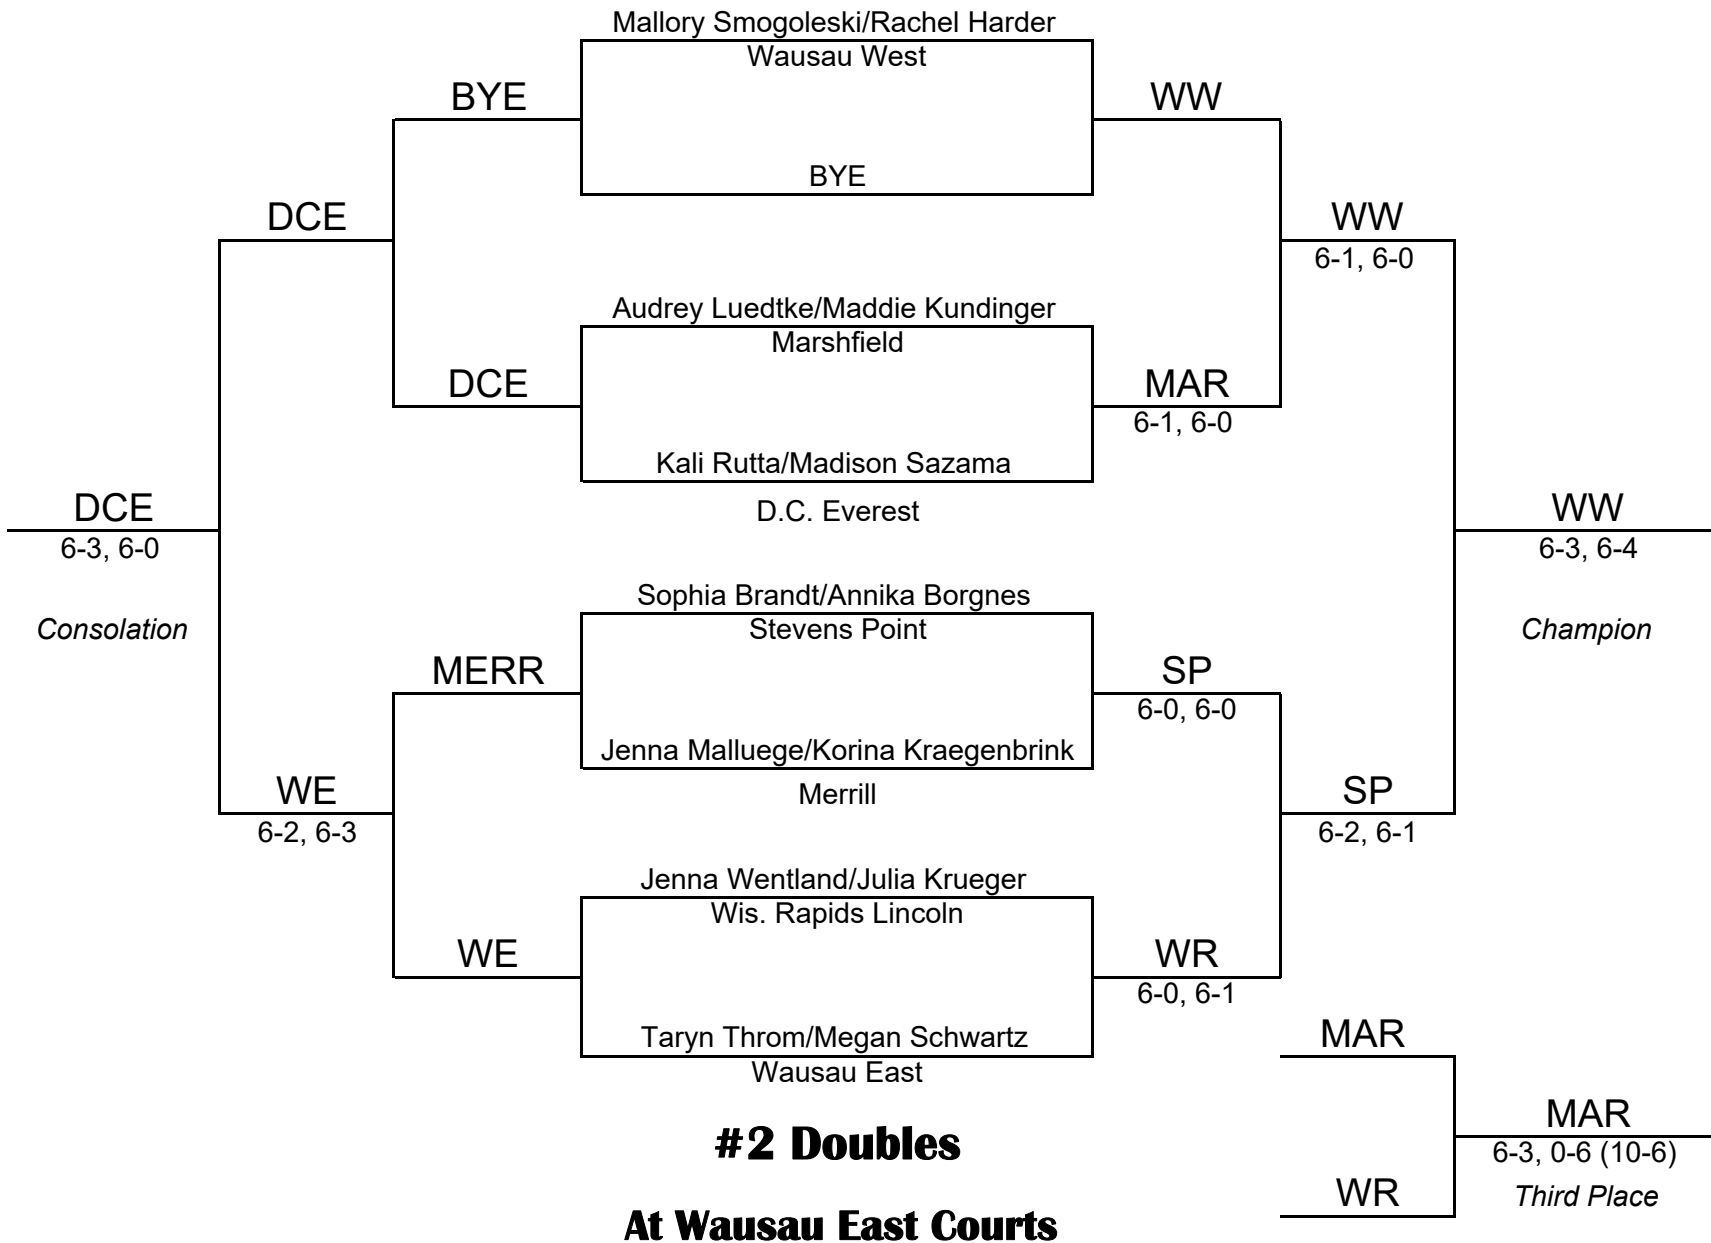 Mallory Smogoleski/Rachel Harder
Wausau West
BYE
WW
BYE
DCE
WW
6-1, 6-0
Audrey Luedtke/Maddie Kundinger
Marshfield
DCE
MAR
6-1, 6-0
Kali Rutta/Madison Sazama
D.C. Everest
DCE
6-3, 6-0
WW
6-3, 6-4
Sophia Brandt/Annika Borgnes
Stevens Point
Consolation
Champion
MERR
SP
6-0, 6-0
Jenna Malluege/Korina Kraegenbrink
Merrill
WE
6-2, 6-3
SP
6-2, 6-1
Jenna Wentland/Julia Krueger
Wis. Rapids Lincoln
WE
WR
6-0, 6-1
Taryn Throm/Megan Schwartz
Wausau East
MAR
MAR
6-3, 0-6 (10-6)
Third Place
WR
#2 Doubles
At Wausau East Courts